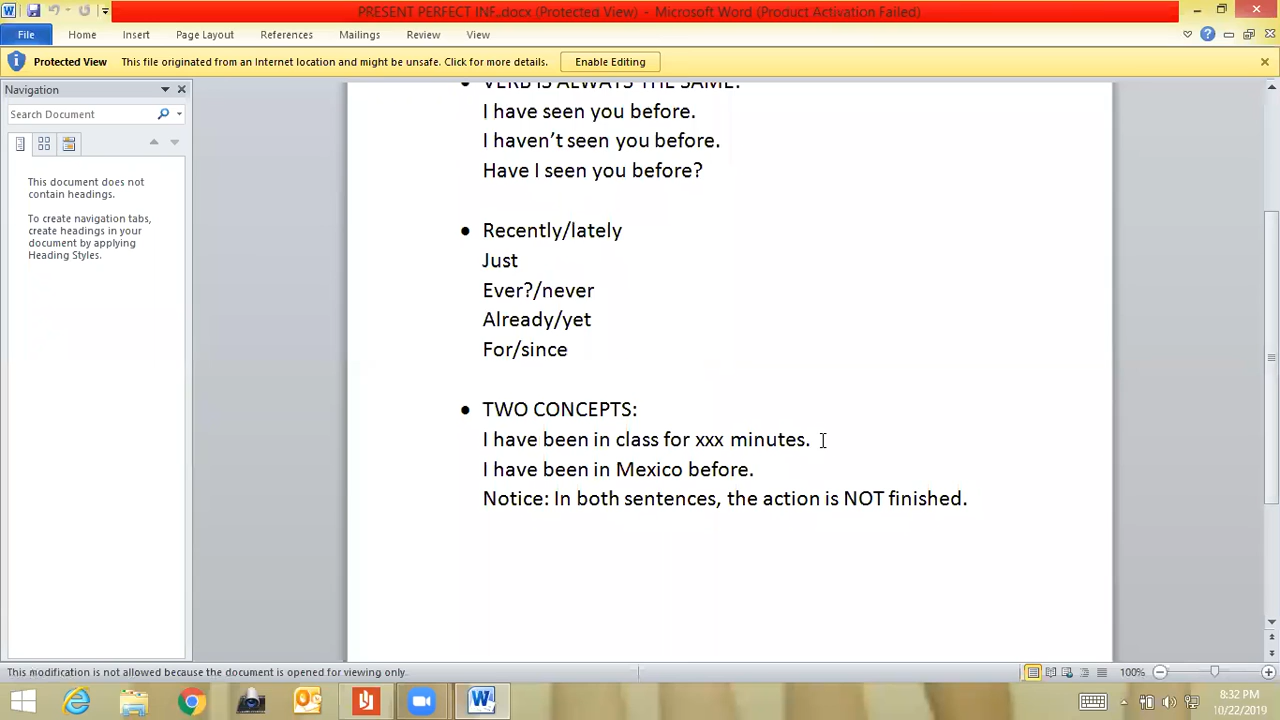 PRESENT PERFECT INF..docx (Protected View) - Microsoft Word (Product Activation Failed)
File Home Insert Page Layout References Mailings Review View
Protected View This file originated from an Internet location and might be unsafe. Click for more details. Enable Editing
Navigation
Search Document
This document does not
contain headings.
To create navigation tabs,
create headings in your
document by applying
Heading Styles.
VERB IS ALWAYS THE SAME:
I have seen you before.
I haven’t seen you before.
Have I seen you before?
• Recently/lately
Just
Ever?/never
Already/yet
For/since
• TWO CONCEPTS:
I have been in class for xxx minutes.
I have been in Mexico before.
Notice: In both sentences, the action is NOT finished.
This modification is not allowed because the document is opened for viewing only.
100%
8:32 PM
10/22/2019